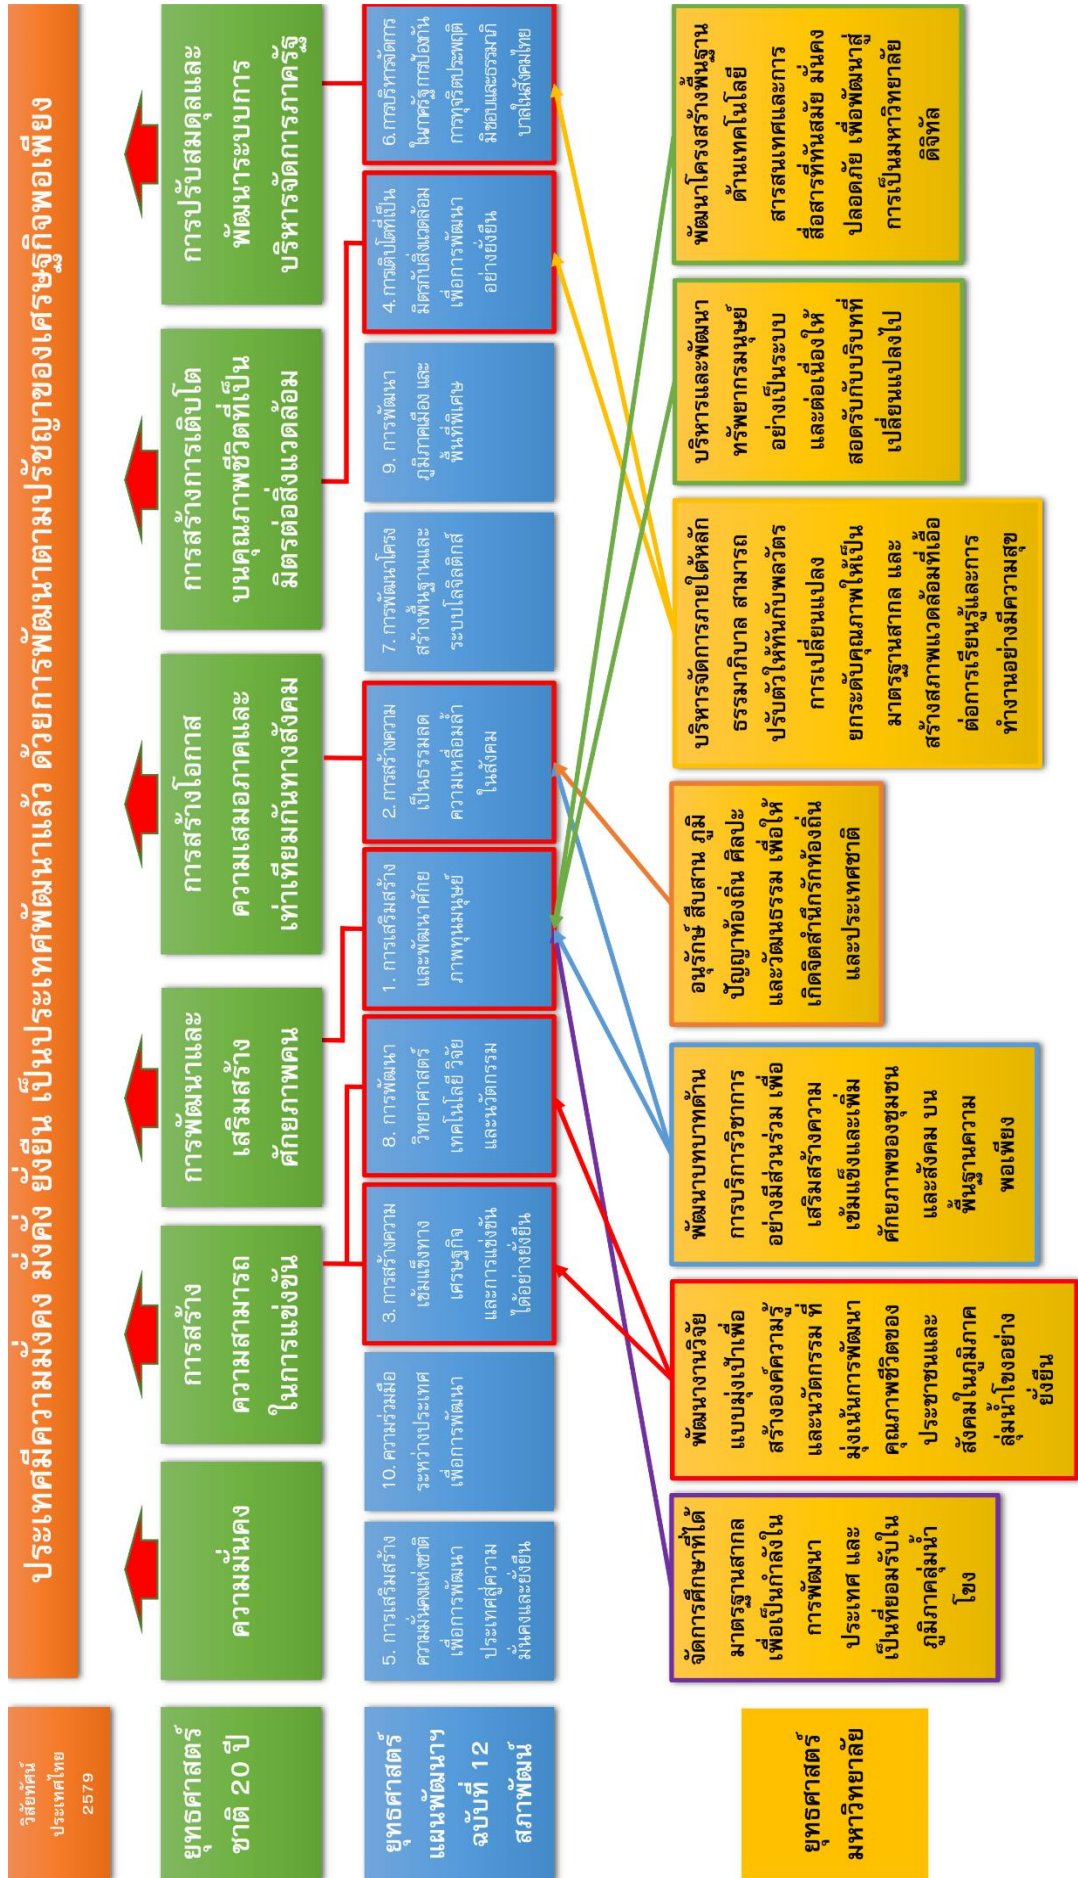 วิสัยทัศน์
ประเทศไทย
2579
ประเทศมีความมั่นคง มั่งคั่ง ยั่งยืน เป็นประเทศพัฒนาแล้ว ด้วยการพัฒนาตามปรัชญาของเศรษฐกิจพอเพียง
ยุทธศาสตร์
ชาติ 20 ปี
ความมั่นคง
การสร้าง
ความสามารถ
ในการแข่งขัน
การพัฒนาและ
เสริมสร้าง
ศักยภาพคน
การสร้างโอกาส
ความเสมอภาคและ
เท่าเทียมกันทางสังคม
การสร้างการเติบโต
บนคุณภาพชีวิตที่เป็น
มิตรต่อสิ่งแวดล้อม
การปรับสมดุลและ
พัฒนาระบบการ
บริหารจัดการภาครัฐ
ยุทธศาสตร์
แผนพัฒนาฯ
ฉบับที่ 12
สภาพัฒน์
5. การเสริมสร้าง
ความมั่นคงแห่งชาติ
เพื่อการพัฒนา
ประเทศสู่ความ
มั่นคงและยั่งยืน
10. ความร่วมมือ
ระหว่างประเทศ
เพื่อการพัฒนา
3. การสร้างความ
เข้มแข็งทาง
เศรษฐกิจ
และการแข่งขัน
ได้อย่างยั่งยืน
8. การพัฒนา
วิทยาศาสตร์
เทคโนโลยี วิจัย
และนวัตกรรม
1. การเสริมสร้าง
และพัฒนาศักย
ภาพทุนมนุษย์
2. การสร้างความ
เป็นธรรมลด
ความเหลื่อมล้ำ
ในสังคม
7. การพัฒนาโครง
สร้างพื้นฐานและ
ระบบโลจิสติกส์
9. การพัฒนา
ภูมิภาคเมือง และ
พื้นที่พิเศษ
4. การเติบโตที่เป็น
มิตรกับสิ่งแวดล้อม
เพื่อการพัฒนา
อย่างยั่งยืน
6. การบริหารจัดการ
ในภาครัฐ การป้องกัน
การทุจริตประพฤติ
มิชอบและธรรมาภิ
บาลในสังคมไทย
ยุทธศาสตร์
มหาวิทยาลัย
จัดการศึกษาที่ได้
มาตรฐานสากล
เพื่อเป็นกำลังใน
การพัฒนา
ประเทศ และ
เป็นที่ยอมรับใน
ภูมิภาคลุ่มน้ำ
โขง
พัฒนางานวิจัย
แบบมุ่งเป้าเพื่อ
สร้างองค์ความรู้
และนวัตกรรม ที่
มุ่งเน้นการพัฒนา
คุณภาพชีวิตของ
ประชาชนและ
สังคมในภูมิภาค
ลุ่มน้ำโขงอย่าง
ยั่งยืน
พัฒนาบทบาทด้าน
การบริการวิชาการ
อย่างมีส่วนร่วม เพื่อ
เสริมสร้างความ
เข้มแข็งและเพิ่ม
ศักยภาพของชุมชน
และสังคม บน
พื้นฐานความ
พอเพียง
อนุรักษ์ สืบสาน ภูมิ
ปัญญาท้องถิ่น ศิลปะ
และวัฒนธรรม เพื่อให้
เกิดจิตสำนึกรักท้องถิ่น
และประเทศชาติ
บริหารจัดการภายใต้หลัก
ธรรมาภิบาล สามารถ
ปรับตัวให้ทันกับพลวัตร
การเปลี่ยนแปลง
ยกระดับคุณภาพให้เป็น
มาตรฐานสากล และ
สร้างสภาพแวดล้อมที่เอื้อ
ต่อการเรียนรู้และการ
ทำงานอย่างมีความสุข
บริหารและพัฒนา
ทรัพยากรมนุษย์
อย่างเป็นระบบ
และต่อเนื่องให้
สอดรับกับบริบทที่
เปลี่ยนแปลงไป
พัฒนาโครงสร้างพื้นฐาน
ด้านเทคโนโลยี
สารสนเทศและการ
สื่อสารที่ทันสมัย มั่นคง
ปลอดภัย เพื่อพัฒนาสู่
การเป็นมหาวิทยาลัย
ดิจิทัล